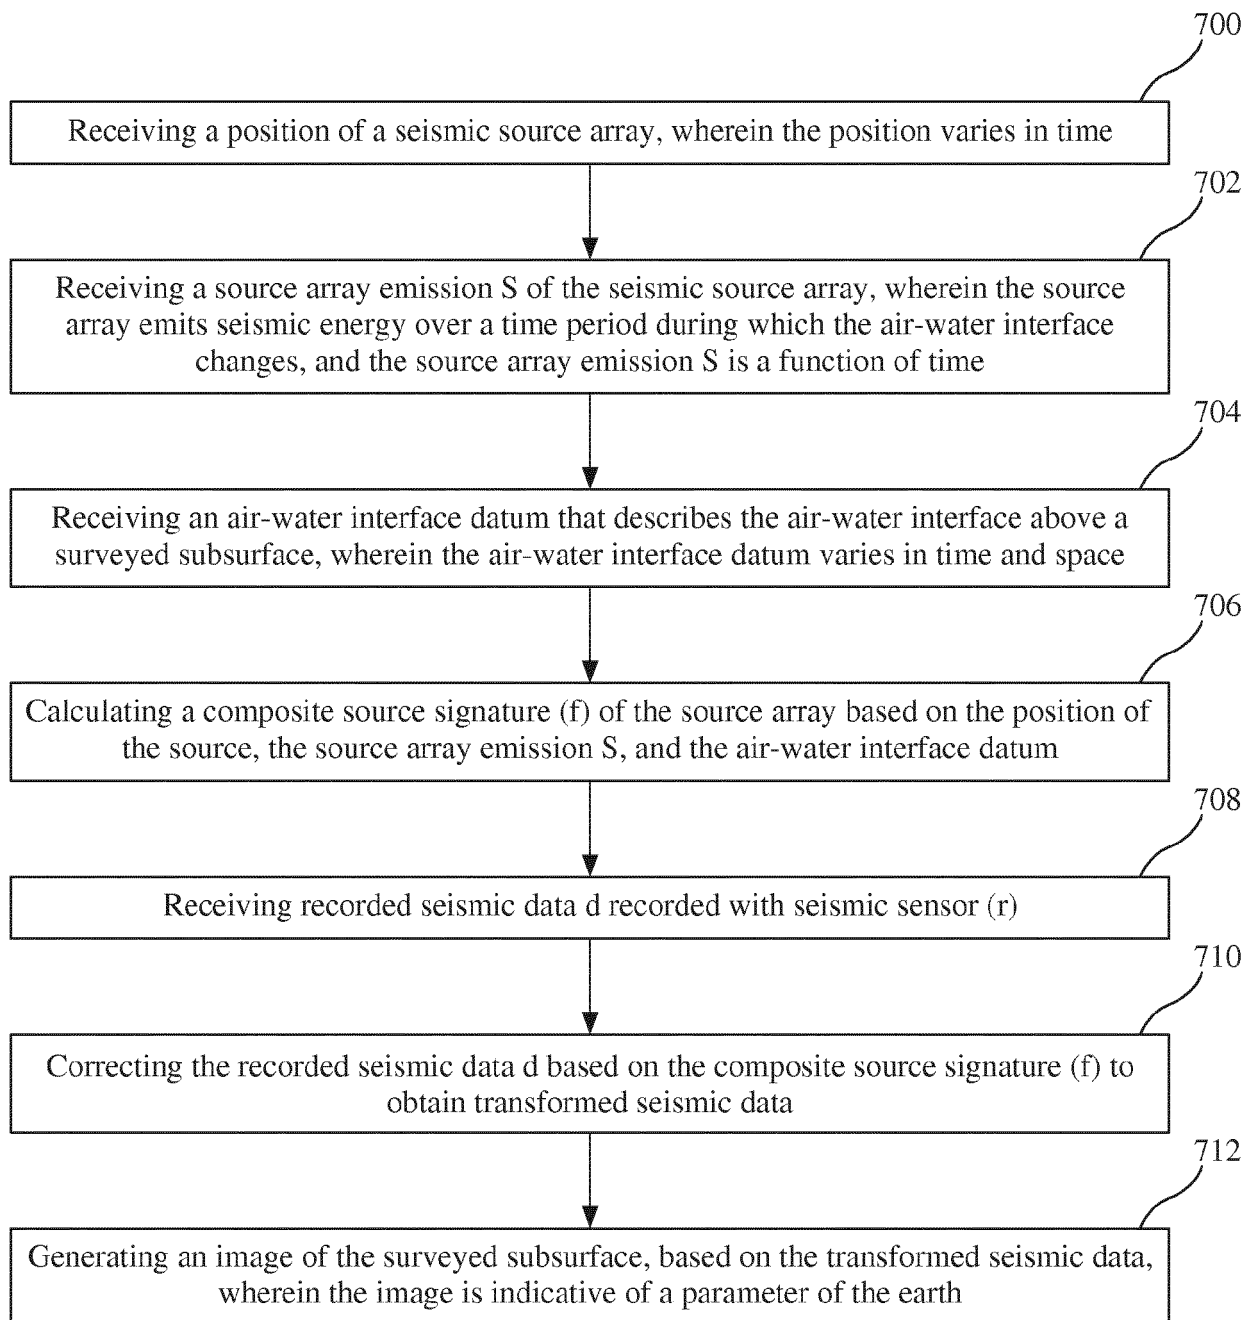 700
Receiving a position of a seismic source array, wherein the position varies in time
702
Receiving a source array emission S of the seismic source array, wherein the source
array emits seismic energy over a time period during which the air-water interface
changes, and the source array emission S is a function of time
704
Receiving an air-water interface datum that describes the air-water interface above a
surveyed subsurface, wherein the air-water interface datum varies in time and space
706
Calculating a composite source signature (f) of the source array based on the position of
the source, the source array emission S, and the air-water interface datum
708
Receiving recorded seismic data d recorded with seismic sensor (r)
710
Correcting the recorded seismic data d based on the composite source signature (f) to
obtain transformed seismic data
712
Generating an image of the surveyed subsurface, based on the transformed seismic data,
wherein the image is indicative of a parameter of the earth